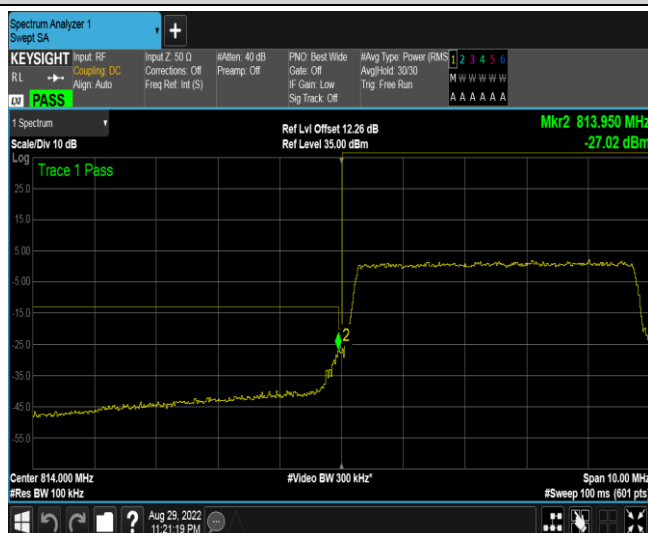 Spectrum Analyzer 1
Swept SA
KEYSIGHT
RL
Input: RF
Coupling: DC
Align: Auto
Input Z: 50 Ω
Corrections: Off
Freq Ref: Int (S)
#Atten: 40 dB
Preamp: Off
PNO: Best Wide
Gate: Off
IF Gain: Low
Sig Track: Off
#Avg Type: Power (RMS
Avg|Hold: 30/30
Trig: Free Run
1 2 3 4 5 6
M W W W W W
A A A A A A
LXI PASS
1 Spectrum
Scale/Div 10 dB
Ref Lvl Offset 12.26 dB
Ref Level 35.00 dBm
Mkr2 813.950 MHz
-27.02 dBm
Log
Trace 1 Pass
25.0
15.0
5.00
-5.00
-15.0
-25.0
-35.0
-45.0
-55.0
2
Center 814.000 MHz
#Res BW 100 kHz
#Video BW 300 kHz*
Span 10.00 MHz
#Sweep 100 ms (601 pts)
? Aug 29, 2022
11:21:19 PM